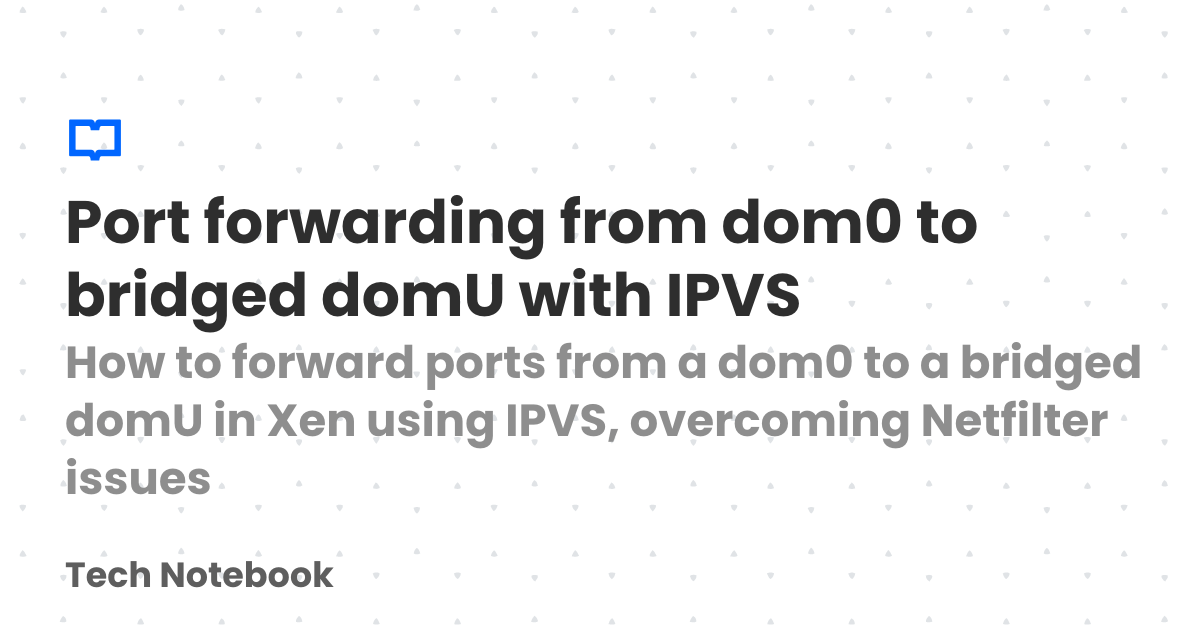 Port forwarding from dom0 to
bridged domU with IPVS
How to forward ports from a dom0 to a bridged
domU in Xen using IPVS, overcoming Netfilter
issues
Tech Notebook